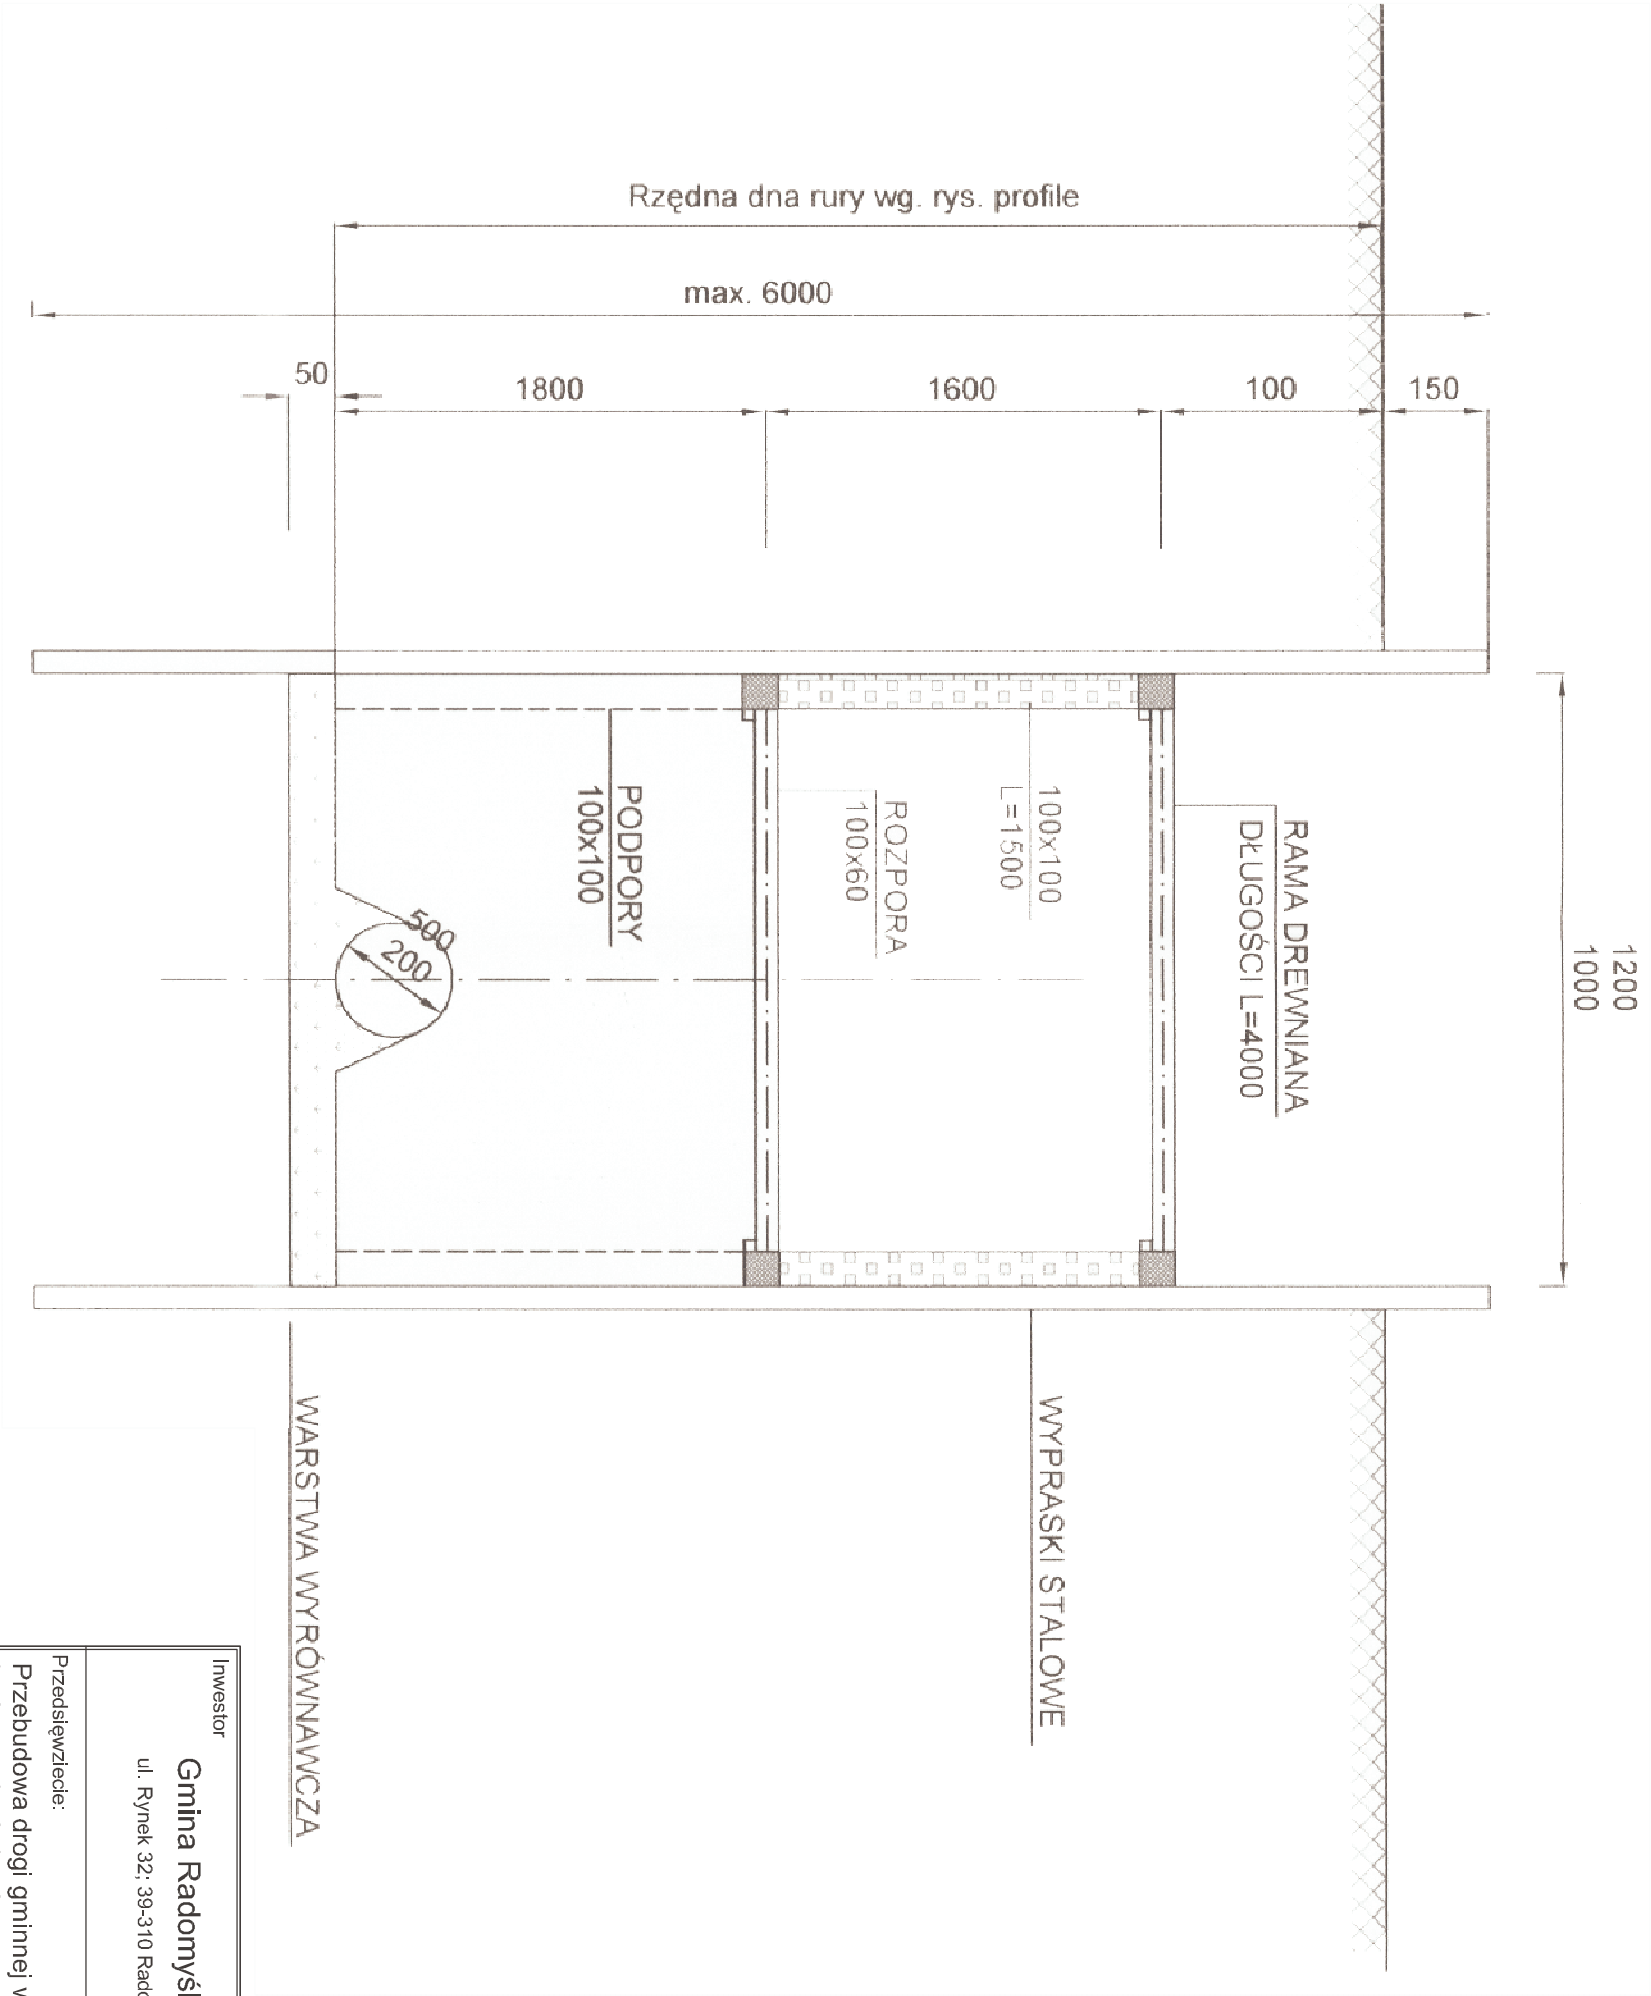 Rzędna dna rury wg. rys. profile
max. 6000
50
1800
1600
100
150
1200
1000
RAMA DREWNIANA
DŁUGOŚCI L=4000
100x100
L=1500
ROZPORA
100x60
PODPORY
100x100
500
200
WYPRASKI STALOWE
WARSTWA WYRÓWNAWCZA
Inwestor
Gmina Radomyśl
ul. Rynek 32; 39-310
Przedsięwziecie:
Przebudowa drogi gminnej